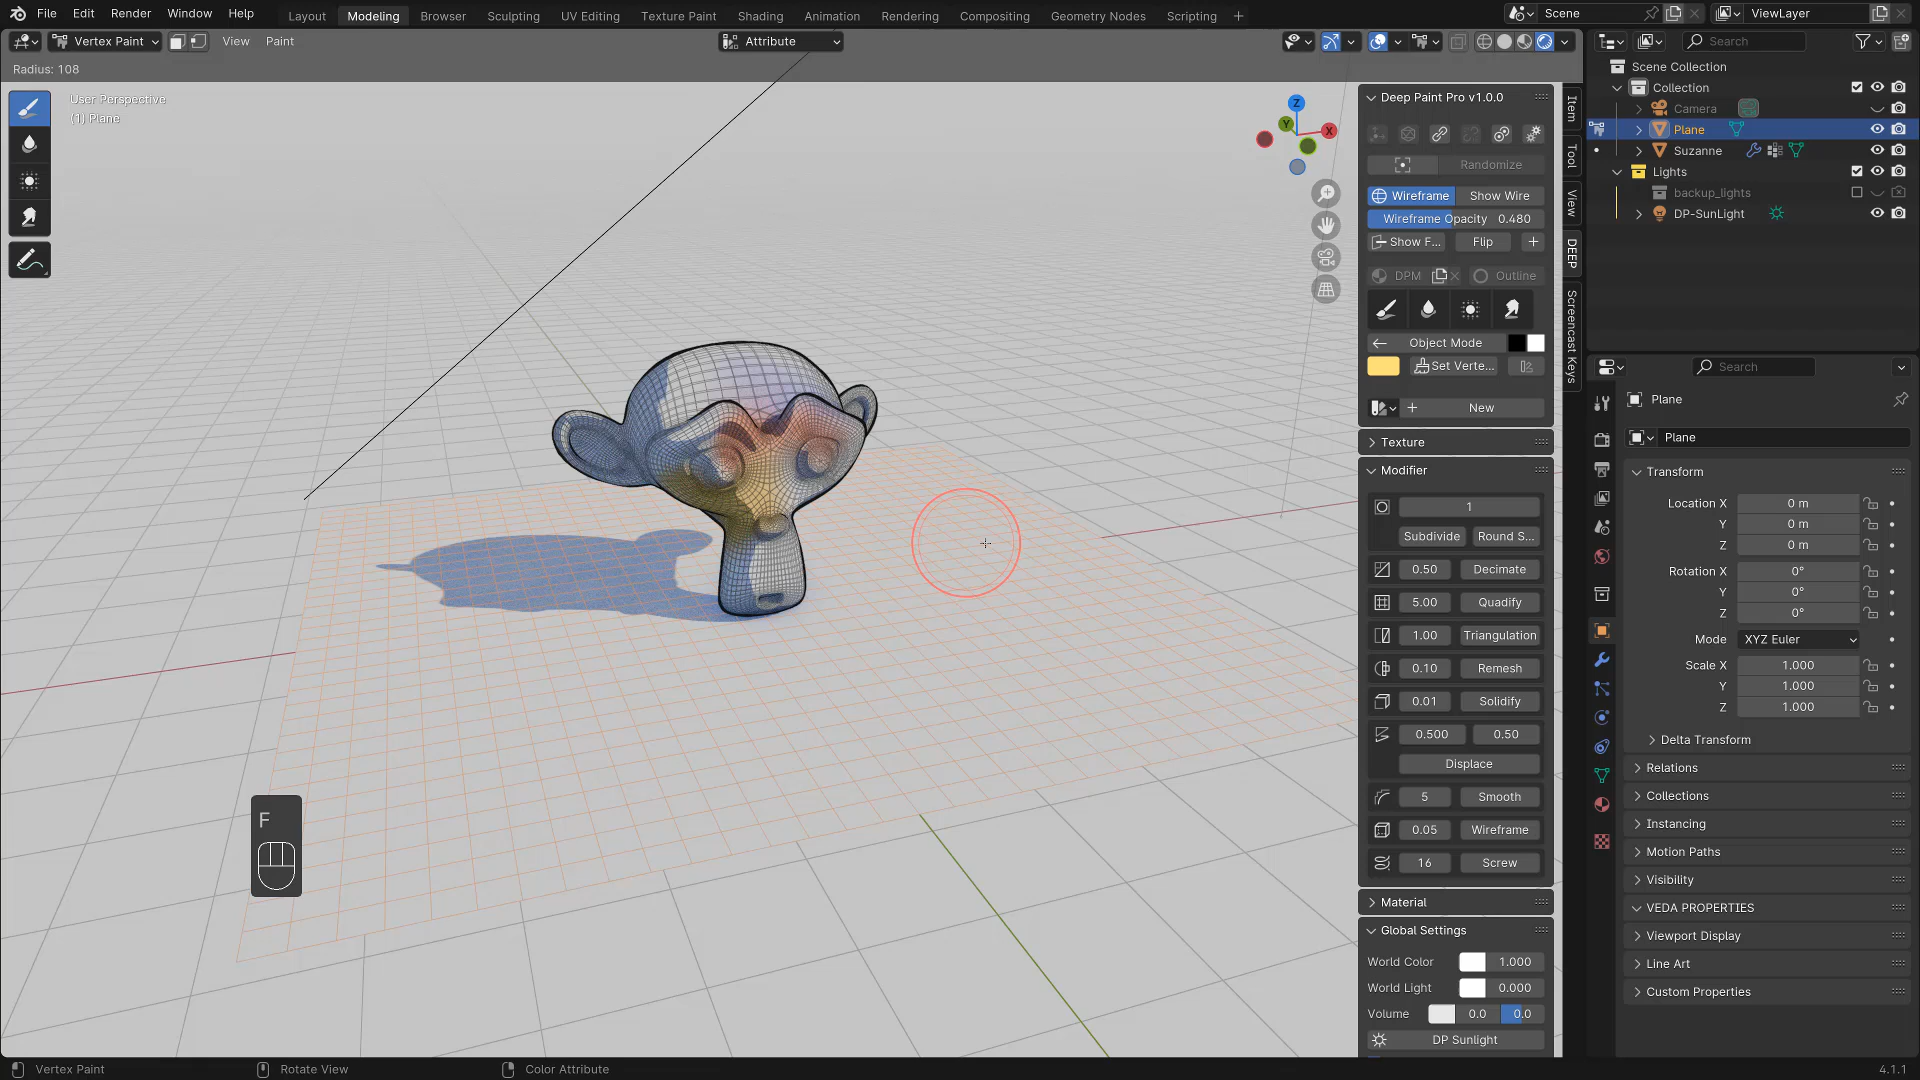 File Edit Render Window Help Layout Modeling Browser Sculpting UV Editing Texture Paint Shading Animation Rendering Compositing Geometry Nodes Scripting + Scene ViewLayer
Vertex Paint View Paint Attribute Search
Radius: 108
User Perspective
(1) Plane
Z
Y
X
F
Deep Paint Pro v1.0.0
Randomize
Wireframe Show Wire
Wireframe Opacity 0.480
Show F... Flip +
DPM Outline
Object Mode
Set Verte...
+ New
Texture
Modifier
1
Subdivide Round S...
0.50 Decimate
5.00 Quadify
1.00 Triangulation
0.10 Remesh
0.01 Solidify
0.500 0.50
Displace
5 Smooth
0.05 Wireframe
16 Screw
Material
Global Settings
World Color 1.000
World Light 0.000
Volume 0.0 0.0
DP Sunlight
Item
Tool
View
DEEP
Screencast Keys
Scene Collection
Collection
Camera
Plane
Suzanne
Lights
backup_lights
DP-SunLight
Search
Plane
Plane
Transform
Location X 0 m
Y 0 m
Z 0 m
Rotation X 0°
Y 0°
Z 0°
Mode XYZ Euler
Scale X 1.000
Y 1.000
Z 1.000
Delta Transform
Relations
Collections
Instancing
Motion Paths
Visibility
VEDA PROPERTIES
Viewport Display
Line Art
Custom Properties
Vertex Paint Rotate View Color Attribute 4.1.1